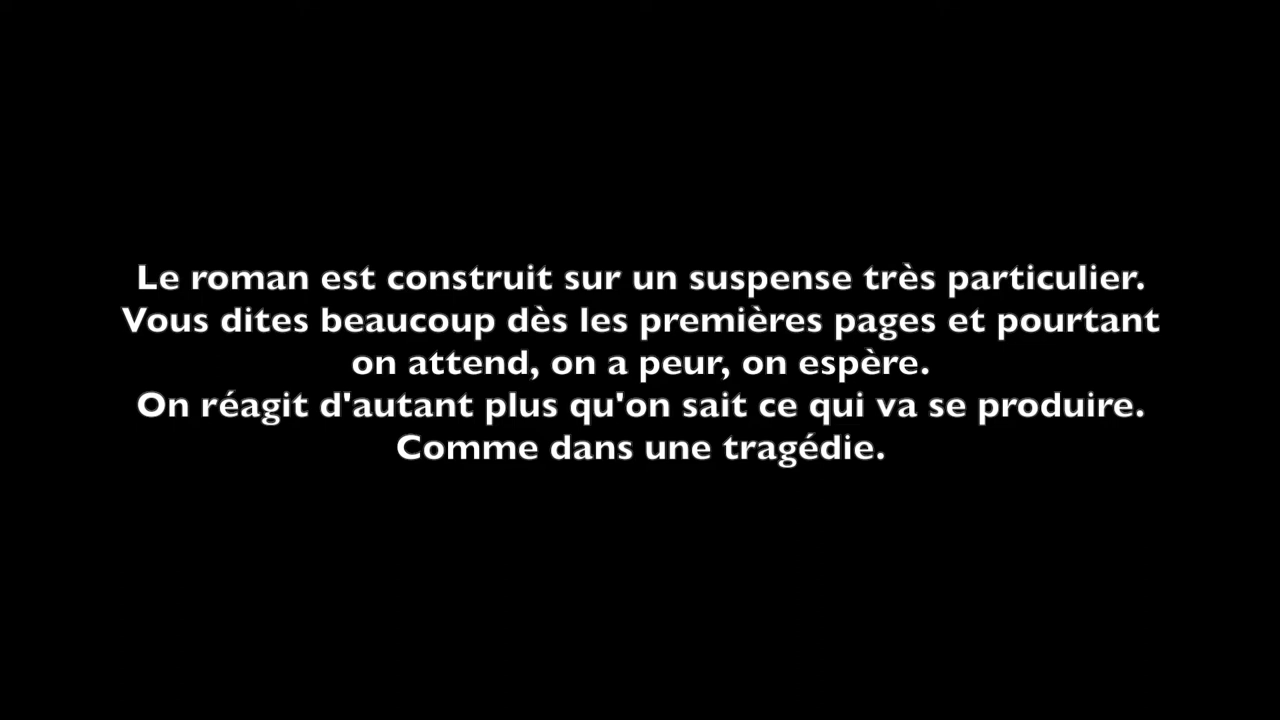 Le roman est construit sur un suspense très particulier.
Vous dites beaucoup dès les premières pages et pourtant
on attend, on a peur, on espère.
On réagit d'autant plus qu'on sait ce qui va se produire.
Comme dans une tragédie.